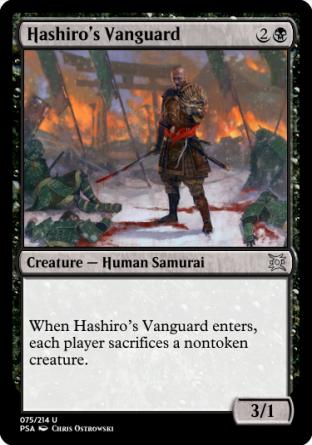 Hashiro's Vanguard 2
Creature — Human Samurai
When Hashiro's Vanguard enters,
each player sacrifices a nontoken
creature.
3/1
075/214 U
PSA Chris Ostrowski